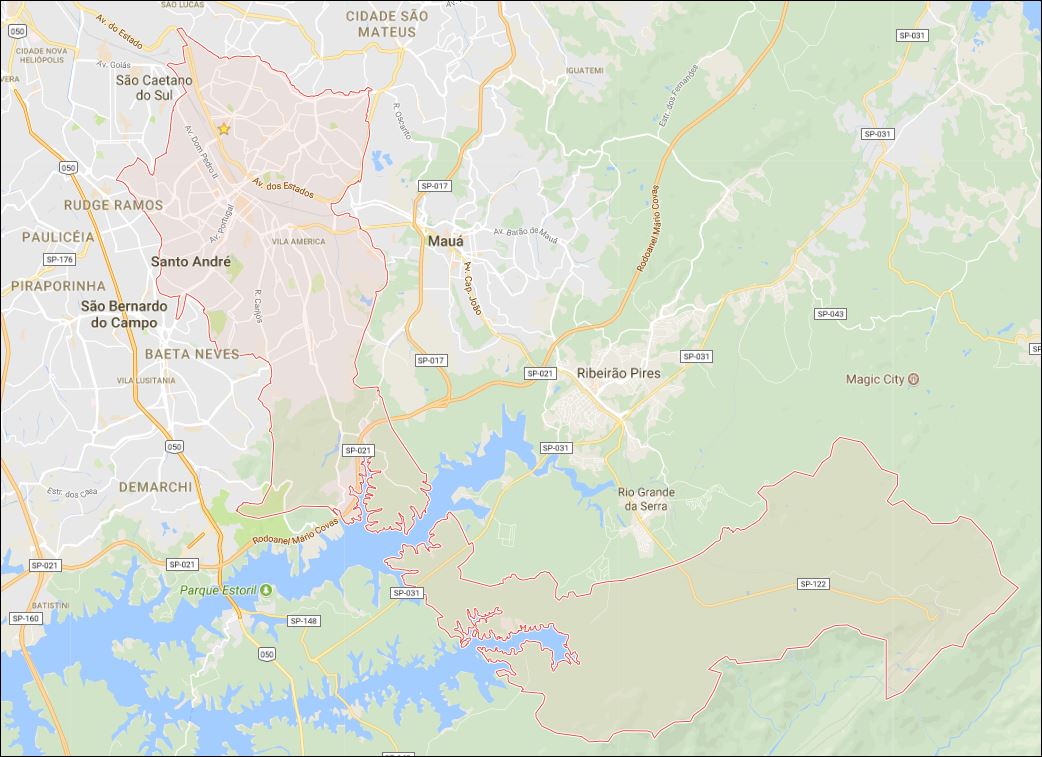 SÃO LUCAS
CIDADE SÃO
MATEUS
Av. do Estado
050
SP-031
CIDADE NOVA
HELIÓPOLIS
Av. Goiás
VERA
São Caetano
do Sul
IGUATEMI
Estr. dos Fernandes
R. Oscarito
Av. Dom Pedro II
SP-031
050
Av. dos Estados
SP-017
RUDGE RAMOS
Av. Portugal
Rodoanel Mário Covas
PAULICÉIA
VILA AMERICA
Mauá
Av. Barão de Mauá
SP-176
Santo André
Av. Cap. João
PIRAPORINHA
R. Carijós
São Bernardo
do Campo
SP-043
BAETA NEVES
SP
SP-017
SP-031
SP-021
Ribeirão Pires
VILA LUSITANIA
Magic City
050
SP-021
SP-031
DEMARCHI
Estr. dos Casa
Rio Grande
da Serra
Rodoanel Mário Covas
SP-021
SP-021
Parque Estoril
SP-031
SP-122
BATISTINI
SP-160
SP-148
050